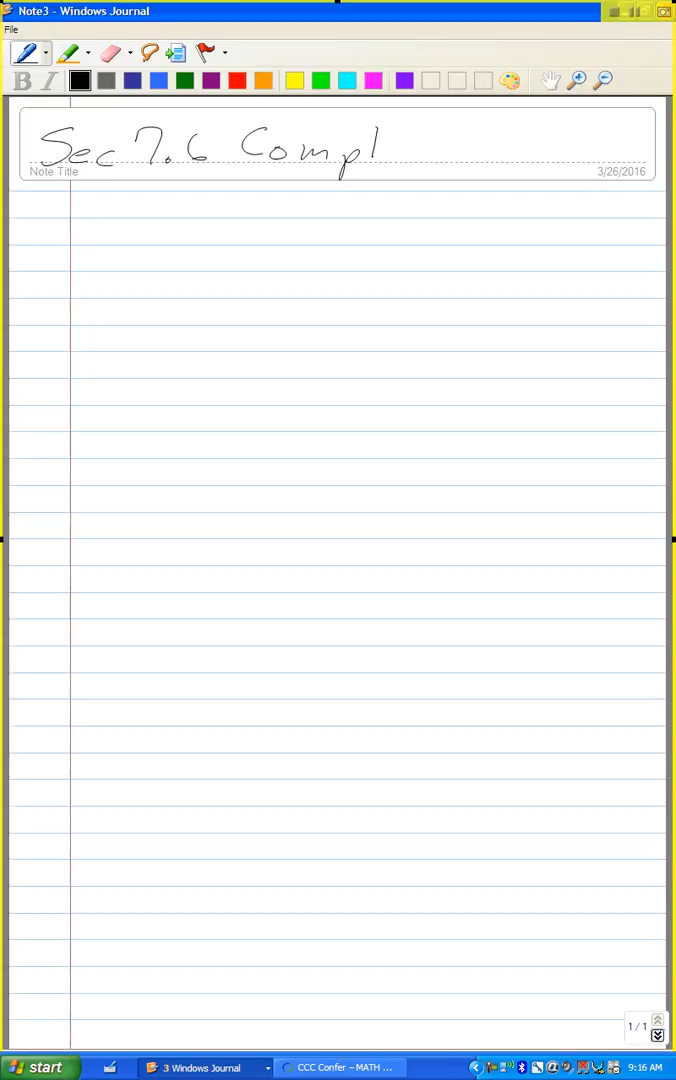 Note3 - Windows Journal
File
B I
Sec 7.6 Compl
Note Title
3/26/2016
1 / 1
start
3 Windows Journal
CCC Confer – MATH ...
9:16 AM